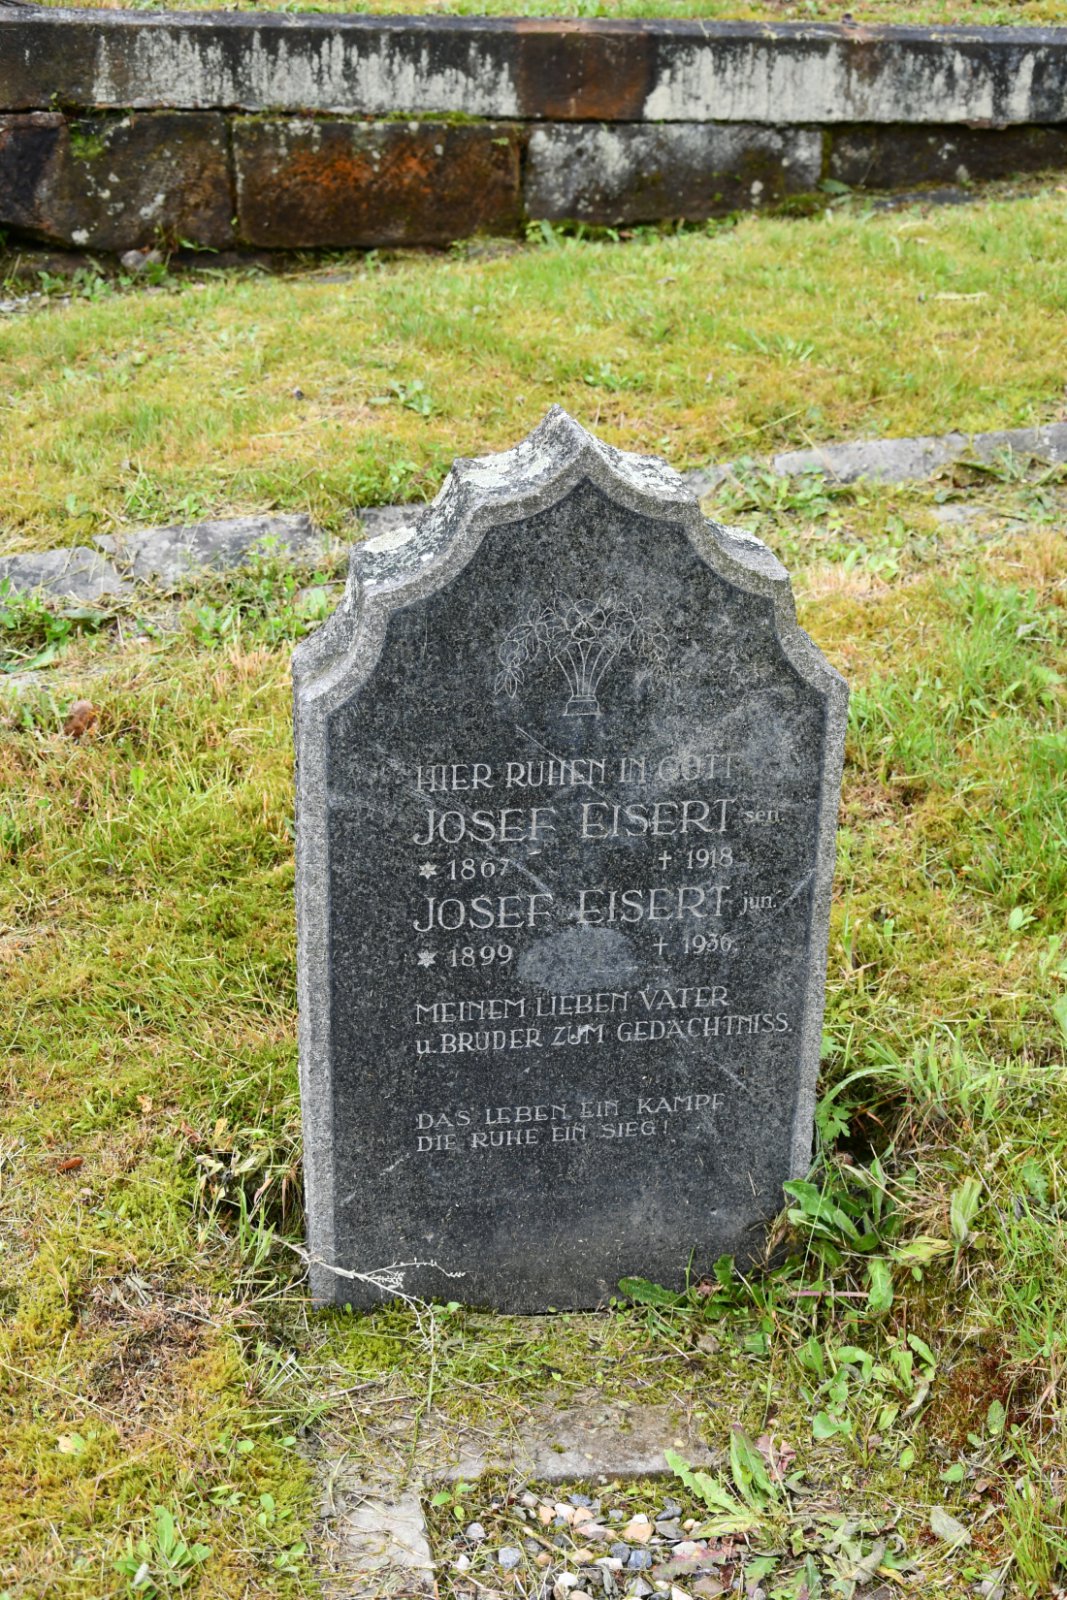 HIER RUHEN IN GOTT
JOSEF EISERT sen.
* 1867 † 1918
JOSEF EISERT jun.
* 1899 † 1936.
MEINEM LIEBEN VATER
u. BRUDER ZUM GEDÄCHTNISS.
DAS LEBEN EIN KAMPF
DIE RUHE EIN SIEG!